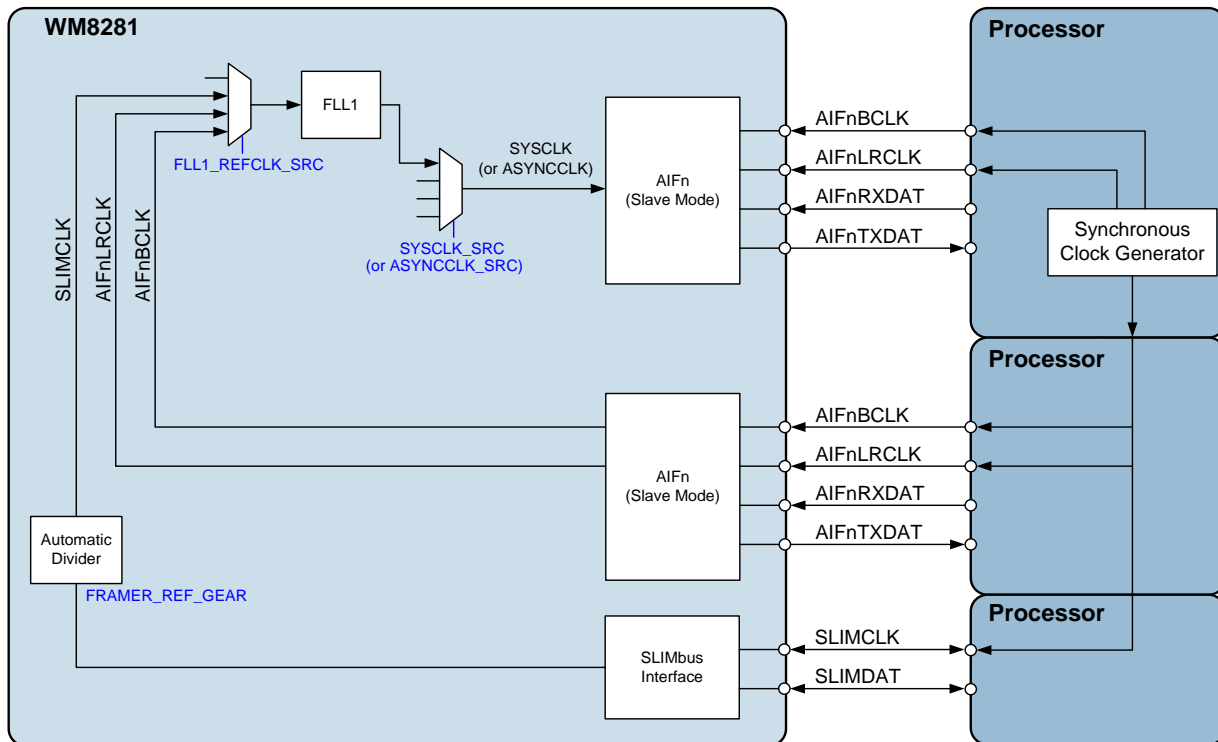 WM8281
Processor
FLL1
FLL1_REFCLK_SRC
SYSCLK
(or ASYNCCLK)
SYSCLK_SRC
(or ASYNCCLK_SRC)
AIFn
(Slave Mode)
AIFnBCLK
AIFnLRCLK
AIFnRXDAT
AIFnTXDAT
Synchronous
Clock Generator
SLIMCLK
AIFnLRCLK
AIFnBCLK
Processor
AIFn
(Slave Mode)
AIFnBCLK
AIFnLRCLK
AIFnRXDAT
AIFnTXDAT
Automatic
Divider
FRAMER_REF_GEAR
Processor
SLIMbus
Interface
SLIMCLK
SLIMDAT